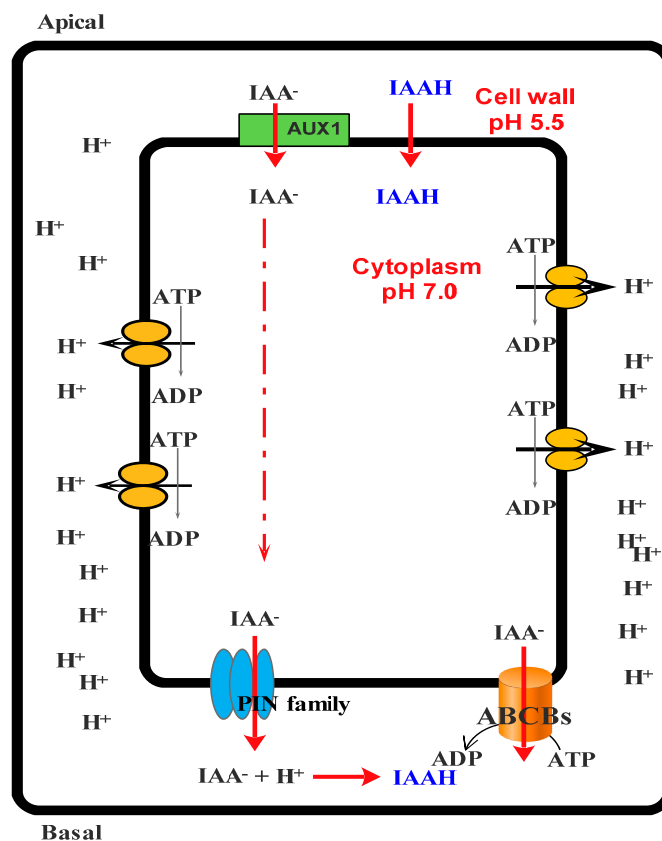 Apical
IAA-
IAAH
Cell wall
pH 5.5
AUX1
H+
IAA-
IAAH
H+
H+
Cytoplasm
pH 7.0
ATP
H+
ATP
H+
ADP
H+
H+
ADP
H+
ATP
ATP
H+
H+
ADP
H+
H+
ADP
H+
H+
H+
H+
H+
H+
IAA-
IAA-
H+
H+
H+
H+
PIN family
ABCBs
H+
ADP
ATP
IAA- + H+
IAAH
Basal